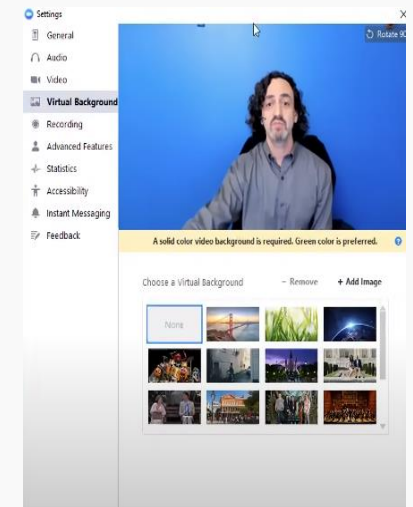 Settings
X
General
Rotate 90
Audio
Video
Virtual Background
Recording
Advanced Features
Statistics
Accessibility
Instant Messaging
Feedback
A solid color video background is required. Green color is preferred. ?
Choose a Virtual Background − Remove + Add Image
None